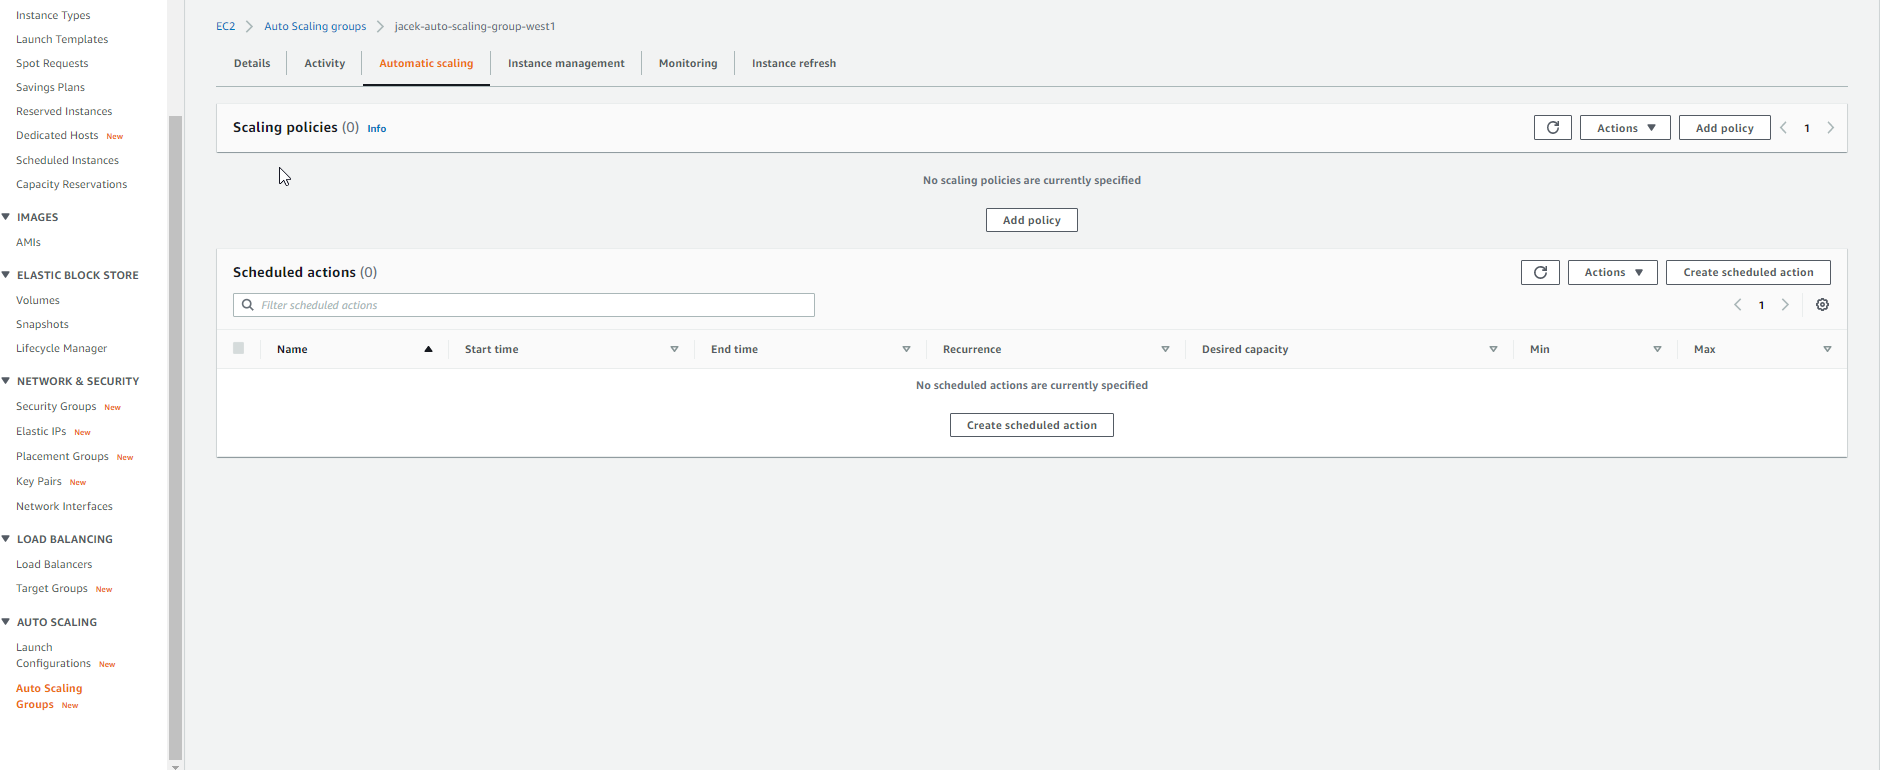 Instance Types
Launch Templates
Spot Requests
Savings Plans
Reserved Instances
Dedicated Hosts New
Scheduled Instances
Capacity Reservations
IMAGES
AMIs
ELASTIC BLOCK STORE
Volumes
Snapshots
Lifecycle Manager
NETWORK & SECURITY
Security Groups New
Elastic IPs New
Placement Groups New
Key Pairs New
Network Interfaces
LOAD BALANCING
Load Balancers
Target Groups New
AUTO SCALING
Launch
Configurations New
Auto Scaling
Groups New
EC2 Auto Scaling groups jacek-auto-scaling-group-west1
Details Activity Automatic scaling Instance management Monitoring Instance refresh
Scaling policies (0) Info Actions Add policy 1
No scaling policies are currently specified
Add policy
Scheduled actions (0) Actions Create scheduled action
Filter scheduled actions 1
Name Start time End time Recurrence Desired capacity Min Max
No scheduled actions are currently specified
Create scheduled action